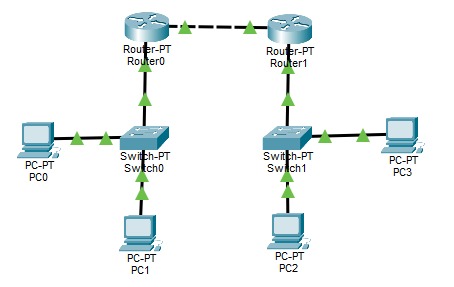 Router-PT
Router0
Router-PT
Router1
Switch-PT
Switch0
Switch-PT
Switch1
PC-PT
PC0
PC-PT
PC3
PC-PT
PC1
PC-PT
PC2